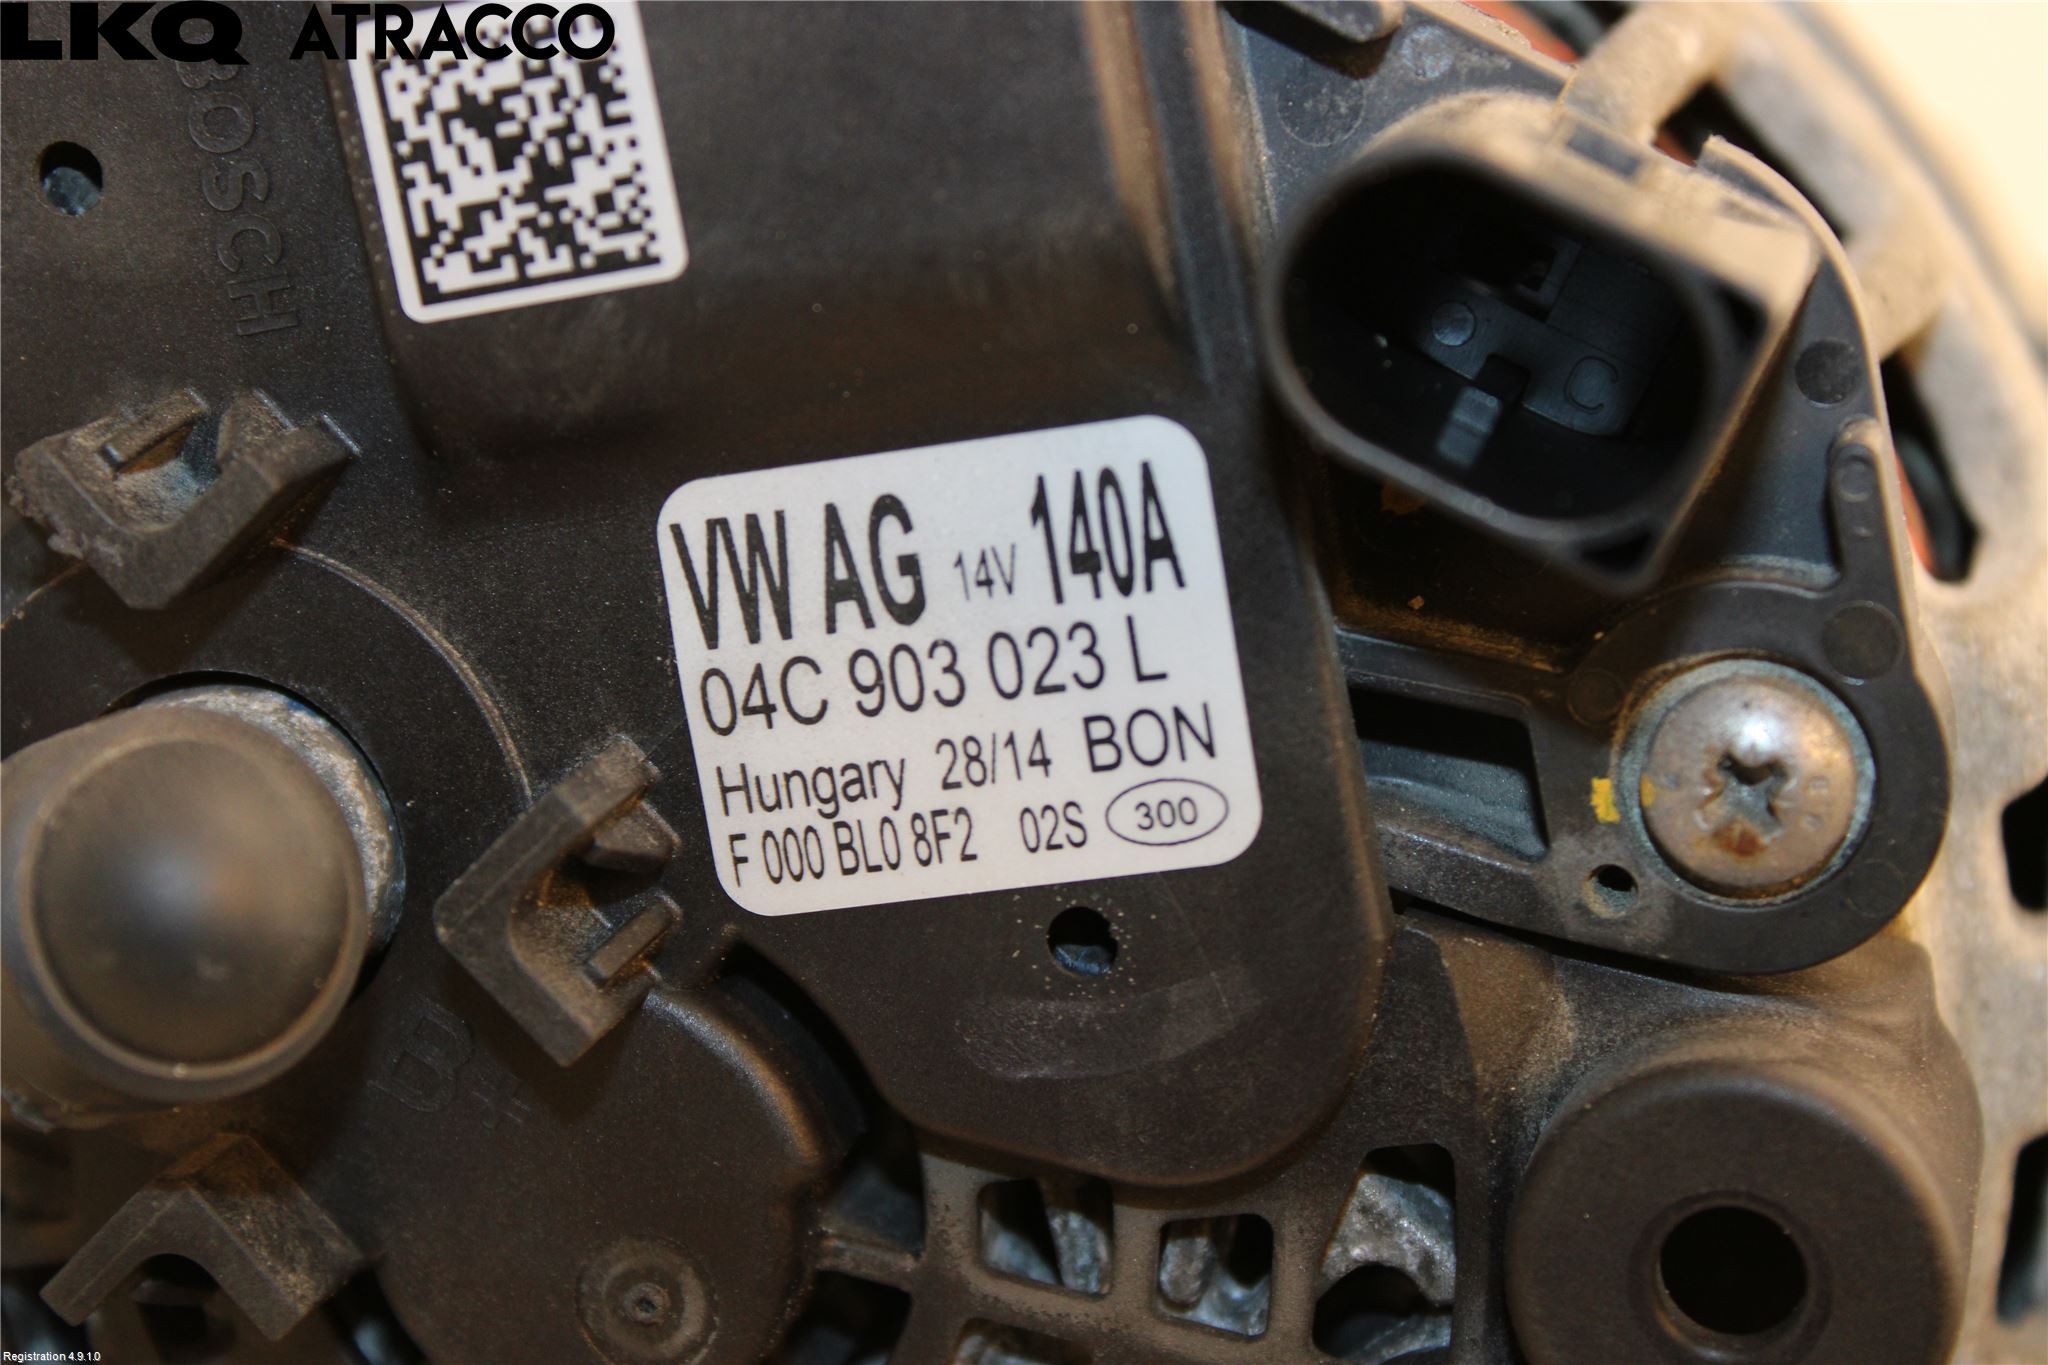 LKQ ATRACCO
BOSCH
VW AG 14V 140A
04C 903 023 L
Hungary 28/14 BON
F 000 BL0 8F2 02S 300
C
B+
Registration 4.9.1.0